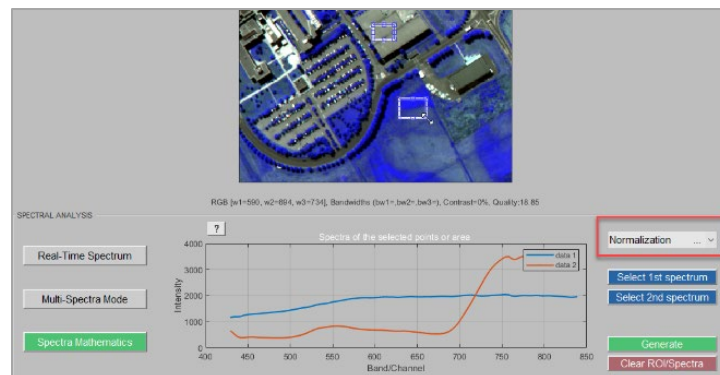 RGB [w1=590, w2=694, w3=734], Bandwidths (bw1=,bw2=,bw3=), Contrast=0%, Quality:18.85
SPECTRAL ANALYSIS
?
Spectra of the selected points or area
Normalization ...
Real-Time Spectrum
Multi-Spectra Mode
Spectra Mathematics
Intensity
4000
3000
2000
1000
0
data 1
data 2
400 450 500 550 600 650 700 750 800 850
Band/Channel
Select 1st spectrum
Select 2nd spectrum
Generate
Clear ROI/Spectra